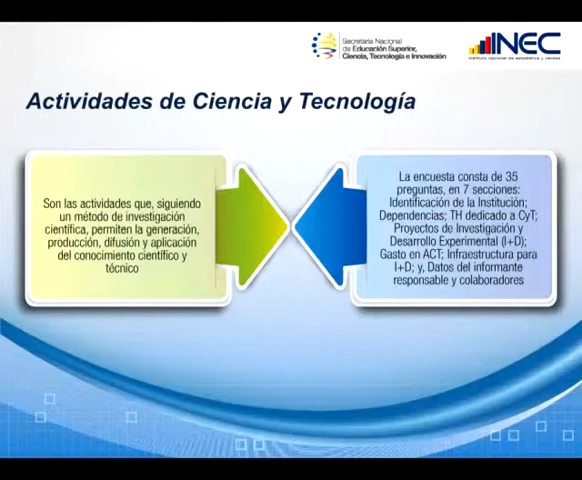 Secretaría Nacional
de Educación Superior,
Ciencia, Tecnología e Innovación
INEC
Actividades de Ciencia y Tecnología
Son las actividades que, siguiendo
un método de investigación
científica, permiten la generación,
producción, difusión y aplicación
del conocimiento científico y
técnico
La encuesta consta de 35
preguntas, en 7 secciones:
Identificación de la Institución;
Dependencias; TH dedicado a CyT;
Proyectos de Investigación y
Desarrollo Experimental (I+D);
Gasto en ACT; Infraestructura para
I+D; y, Datos del informante
responsable y colaboradores